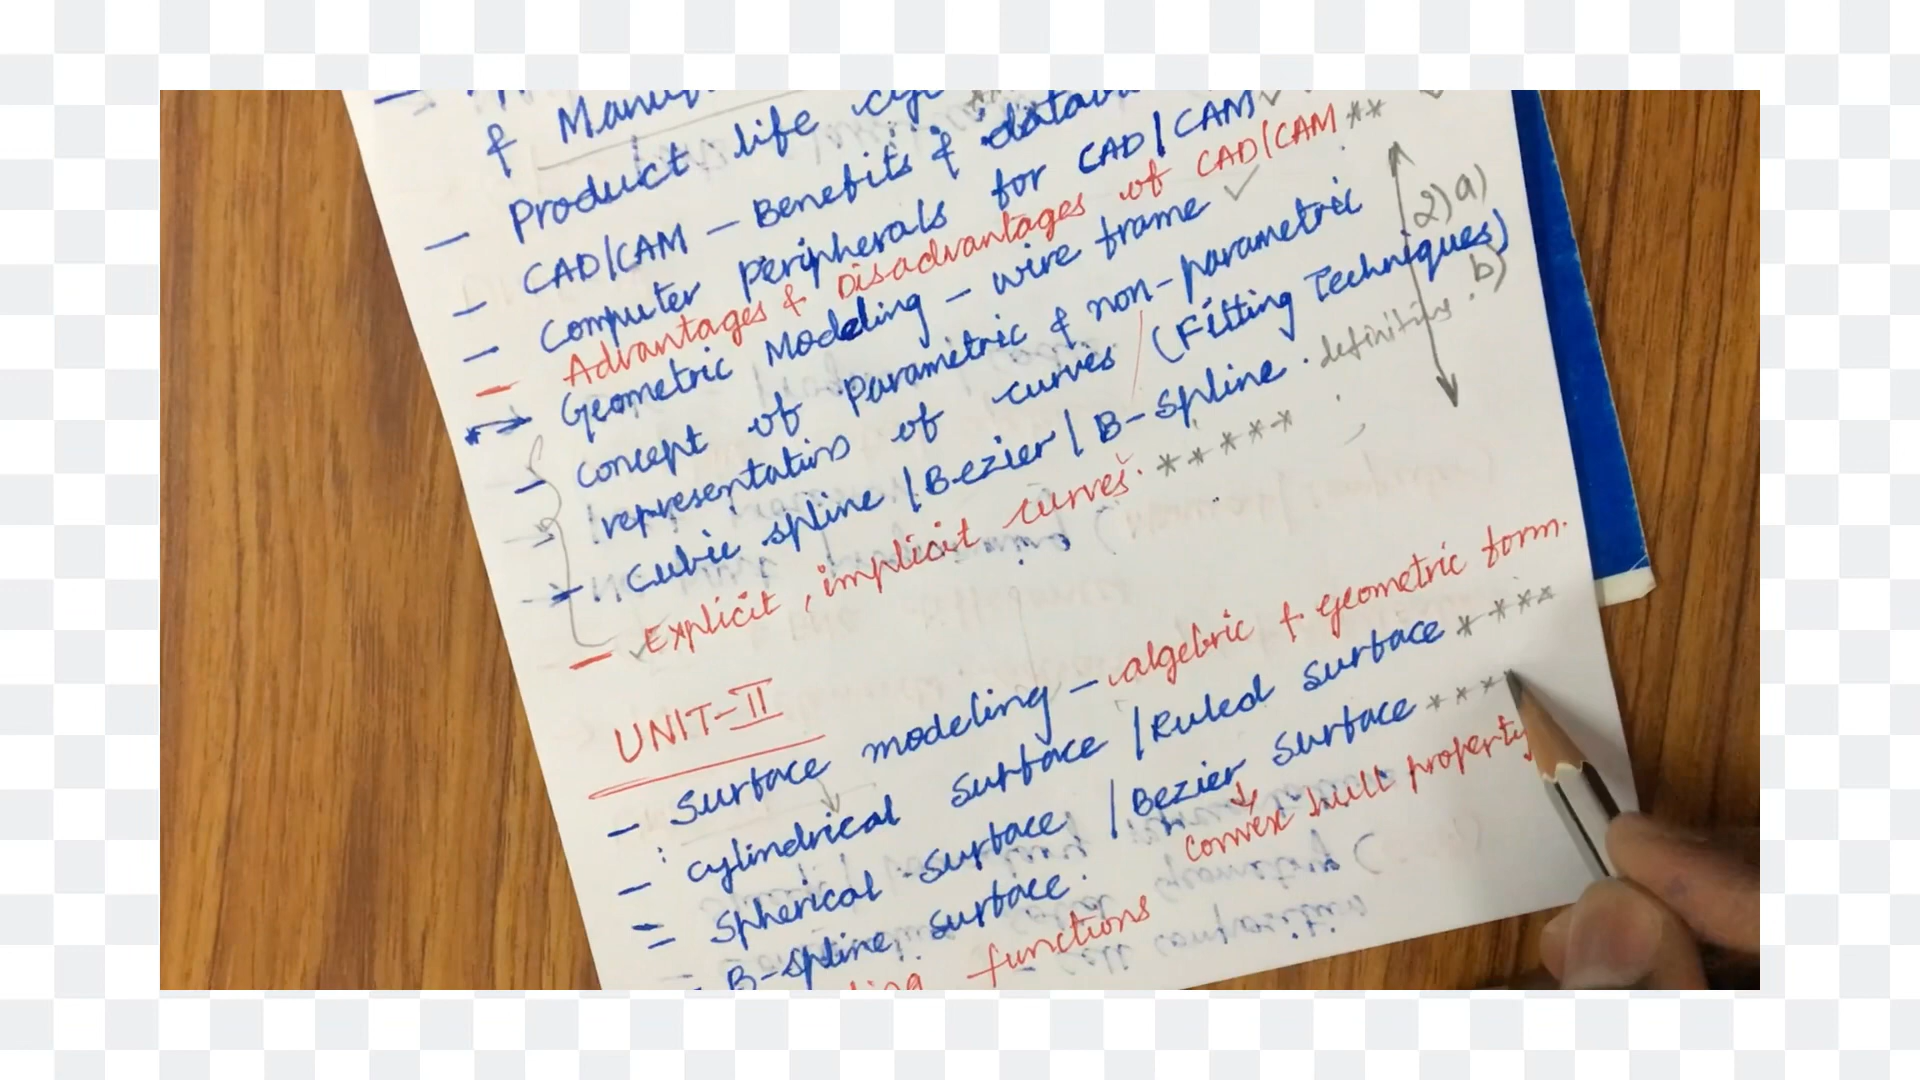 &
Product life
CAD/CAM – Benefits &
Computer peripherals for CAD/CAM ✓
– Advantages & Disadvantages of CAD/CAM **
Geometric Modeling – wire frame ✓
– concept of parametric & non-parametric 2) a)
representations of curves (Fitting Techniques)
– cubic spline / Bezier / B-spline. definitions. b)
– Explicit, implicit curves. *****
UNIT-II
– Surface modeling – algebric & geometric form.
– cylindrical surface / Ruled surface ****
– Spherical surface / Bezier surface ****
convex hull property
– B-spline surface.
functions